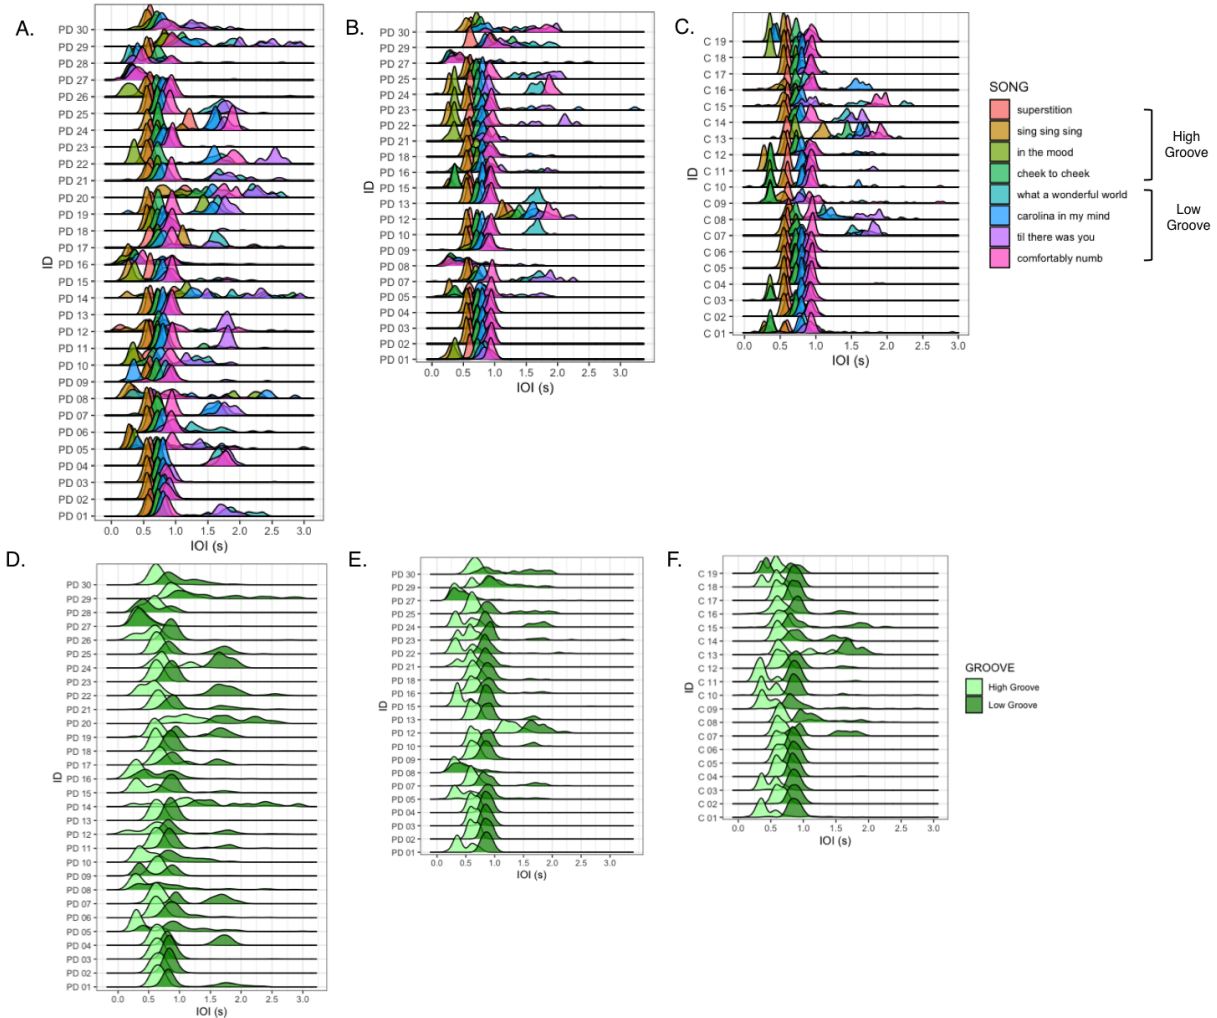 A.
PD 30
PD 29
PD 28
PD 27
PD 26
PD 25
PD 24
PD 23
PD 22
PD 21
PD 20
PD 19
PD 18
PD 17
PD 16
PD 15
PD 14
PD 13
PD 12
PD 11
PD 10
PD 09
PD 08
PD 07
PD 06
PD 05
PD 04
PD 03
PD 02
PD 01
ID
0.0 0.5 1.0 1.5 2.0 2.5 3.0
IOI (s)
B.
PD 30
PD 29
PD 27
PD 25
PD 24
PD 23
PD 22
PD 21
PD 18
PD 16
PD 15
PD 13
PD 12
PD 10
PD 09
PD 08
PD 07
PD 05
PD 04
PD 03
PD 02
PD 01
ID
0.0 0.5 1.0 1.5 2.0 2.5 3.0
IOI (s)
C.
C 19
C 18
C 17
C 16
C 15
C 14
C 13
C 12
C 11
C 10
C 09
C 08
C 07
C 06
C 05
C 04
C 03
C 02
C 01
ID
0.0 0.5 1.0 1.5 2.0 2.5 3.0
IOI (s)
SONG
superstition
sing sing sing
in the mood
cheek to cheek
what a wonderful world
carolina in my mind
til there was you
comfortably numb
High
Groove
Low
Groove
D.
PD 30
PD 29
PD 28
PD 27
PD 26
PD 25
PD 24
PD 23
PD 22
PD 21
PD 20
PD 19
PD 18
PD 17
PD 16
PD 15
PD 14
PD 13
PD 12
PD 11
PD 10
PD 09
PD 08
PD 07
PD 06
PD 05
PD 04
PD 03
PD 02
PD 01
ID
0.0 0.5 1.0 1.5 2.0 2.5 3.0
IOI (s)
E.
PD 30
PD 29
PD 27
PD 25
PD 24
PD 23
PD 22
PD 21
PD 18
PD 16
PD 15
PD 13
PD 12
PD 10
PD 09
PD 08
PD 07
PD 05
PD 04
PD 03
PD 02
PD 01
ID
0.0 0.5 1.0 1.5 2.0 2.5 3.0
IOI (s)
F.
C 19
C 18
C 17
C 16
C 15
C 14
C 13
C 12
C 11
C 10
C 09
C 08
C 07
C 06
C 05
C 04
C 03
C 02
C 01
ID
0.0 0.5 1.0 1.5 2.0 2.5 3.0
IOI (s)
GROOVE
High Groove
Low Groove